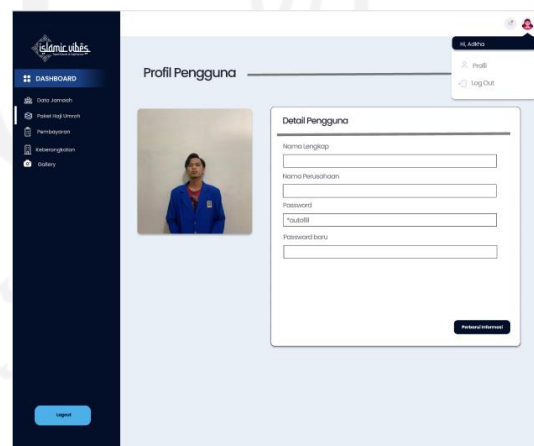 islamic vibes
Hi, Adkha
Profil
Log Out
DASHBOARD
Data Jamaah
Paket Haji Umroh
Pembayaran
Keberangkatan
Gallery
Logout
Profil Pengguna
Detail Pengguna
Nama Lengkap
Nama Perusahaan
Password
*autofill
Password baru
Perbarui Informasi